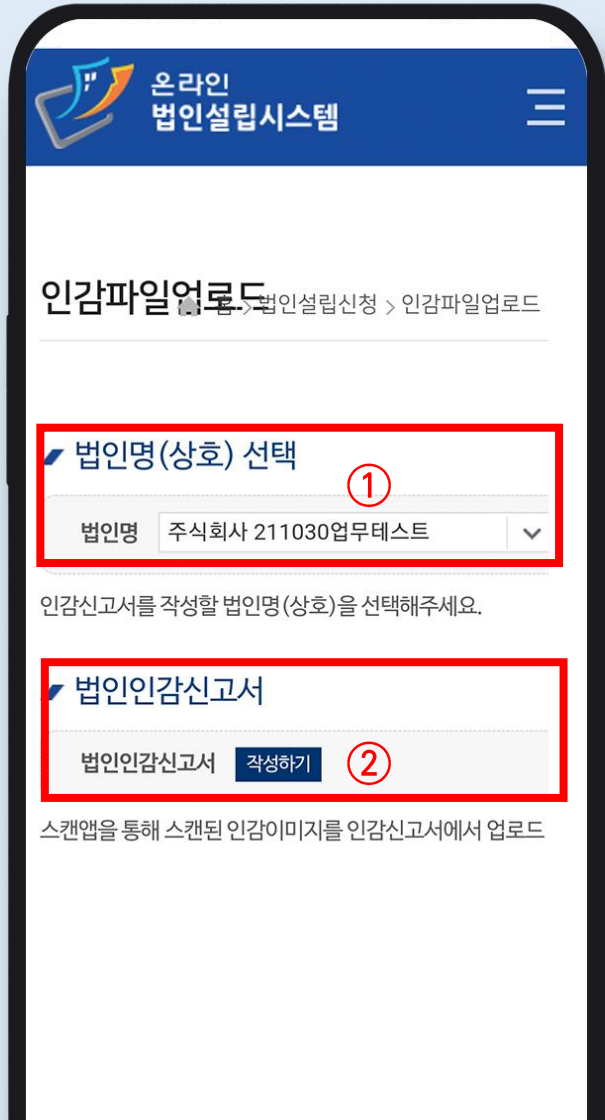 온라인
법인설립시스템
인감파일업로드
홈 > 법인설립신청 > 인감파일업로드
법인명(상호) 선택
①
법인명 주식회사 211030업무테스트
인감신고서를 작성할 법인명(상호)을 선택해주세요.
법인인감신고서
법인인감신고서 작성하기 ②
스캔앱을 통해 스캔된 인감이미지를 인감신고서에서 업로드